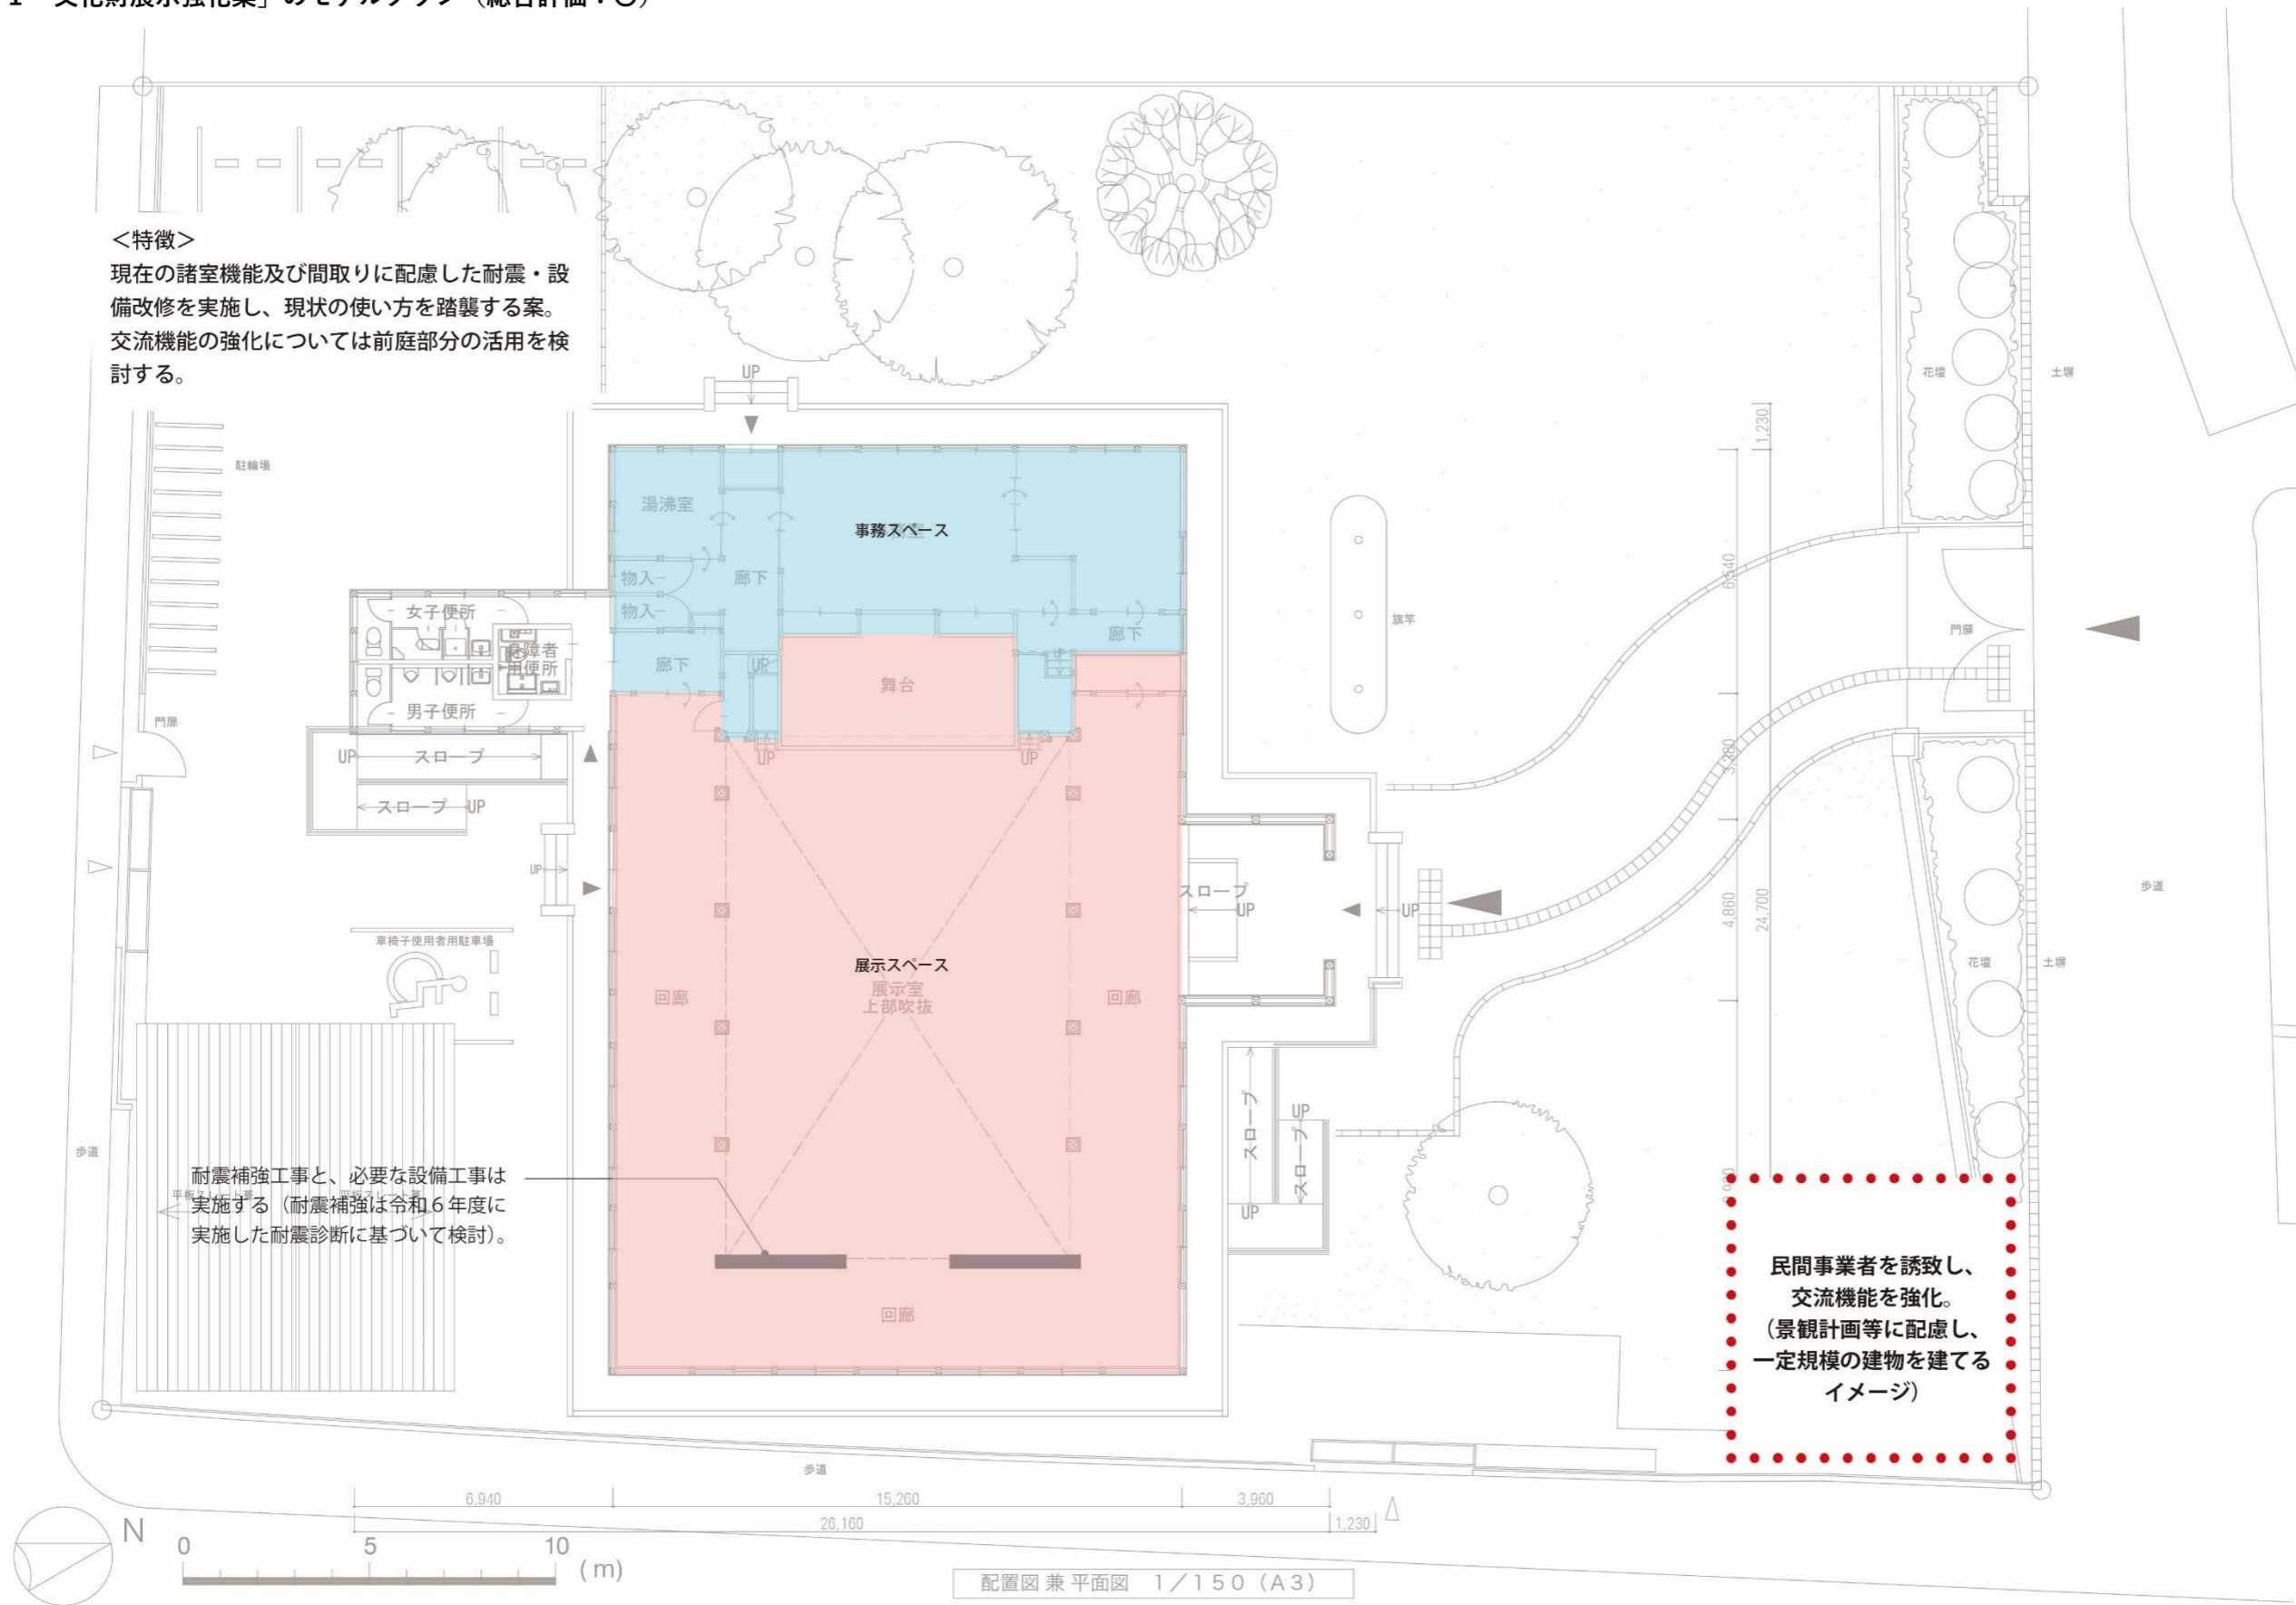 ＜特徴＞
現在の諸室機能及び間取りに配慮した耐震・設
備改修を実施し、現状の使い方を踏襲する案。
交流機能の強化については前庭部分の活用を検
討する。
UP
駐輪場
湯沸室
事務スペース
物入
廊下
物入
女子便所
用便所
廊下
廊下
UP
UP
舞台
男子便所
門扉
UP
スロープ
UP
UP
スロープ
UP
UP
スロープ
UP
UP
車椅子使用者用駐車場
展示スペース
展示室
上部吹抜
回廊
回廊
回廊
スロープ
UP
スロープ
UP
旗竿
花壇
土塀
門扉
歩道
花壇
土塀
1,230
4,860
24,700
歩道
耐震補強工事と、必要な設備工事は
実施する（耐震補強は令和６年度に
実施した耐震診断に基づいて検討）。
民間事業者を誘致し、
交流機能を強化。
（景観計画等に配慮し、
一定規模の建物を建てる
イメージ）
歩道
6,940
15,260
3,960
26,160
1,230
N
0
5
10
(m)
配置図 兼 平面図　１／１５０（Ａ３）